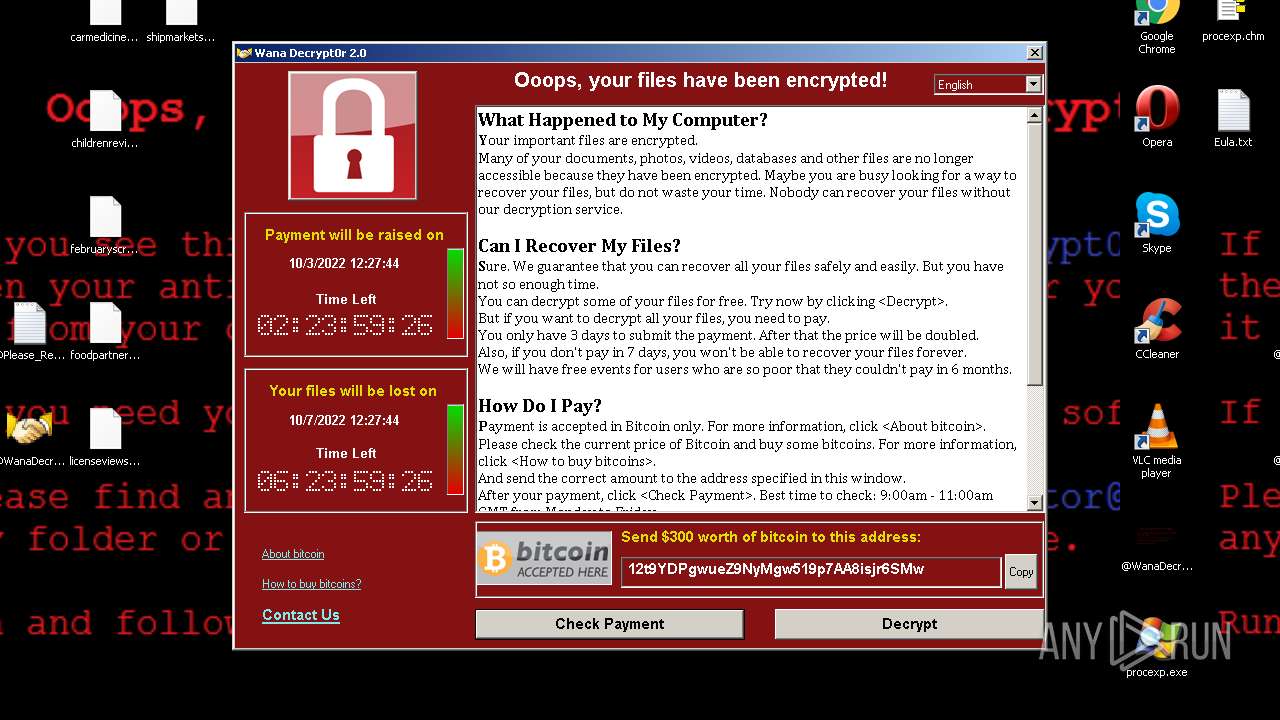 carmedicine...
shipmarkets...
childrenrevi...
februaryscr...
foodpartner...
@WanaDecr...
licenseviews...
Wana Decrypt0r 2.0
Ooops, your files have been encrypted!
English
Payment will be raised on
10/3/2022 12:27:44
Time Left
02:23:59:26
Your files will be lost on
10/7/2022 12:27:44
Time Left
06:23:59:26
About bitcoin
How to buy bitcoins?
Contact Us
What Happened to My Computer?
Your important files are encrypted.
Many of your documents, photos, videos, databases and other files are no longer
accessible because they have been encrypted. Maybe you are busy looking for a way to
recover your files, but do not waste your time. Nobody can recover your files without
our decryption service.
Can I Recover My Files?
Sure. We guarantee that you can recover all your files safely and easily. But you have
not so enough time.
You can decrypt some of your files for free. Try now by clicking <Decrypt>.
But if you want to decrypt all your files, you need to pay.
You only have 3 days to submit the payment. After that the price will be doubled.
Also, if you don't pay in 7 days, you won't be able to recover your files forever.
We will have free events for users who are so poor that they couldn't pay in 6 months.
How Do I Pay?
Payment is accepted in Bitcoin only. For more information, click <About bitcoin>.
Please check the current price of Bitcoin and buy some bitcoins. For more information,
click <How to buy bitcoins>.
And send the correct amount to the address specified in this window.
After your payment, click <Check Payment>. Best time to check: 9:00am - 11:00am
GMT from Monday to Friday.
bitcoin
ACCEPTED HERE
Send $300 worth of bitcoin to this address:
12t9YDPgwueZ9NyMgw519p7AA8isjr6SMw
Copy
Check Payment
Decrypt
Google
Chrome
procexp.chm
Opera
Eula.txt
Skype
CCleaner
VLC media
player
@WanaDecr...
procexp.exe
Ooops,
you see thi
from your
you need yo
folder or
and follow
If
the
it
If
Ple
any
Run
ANY RUN